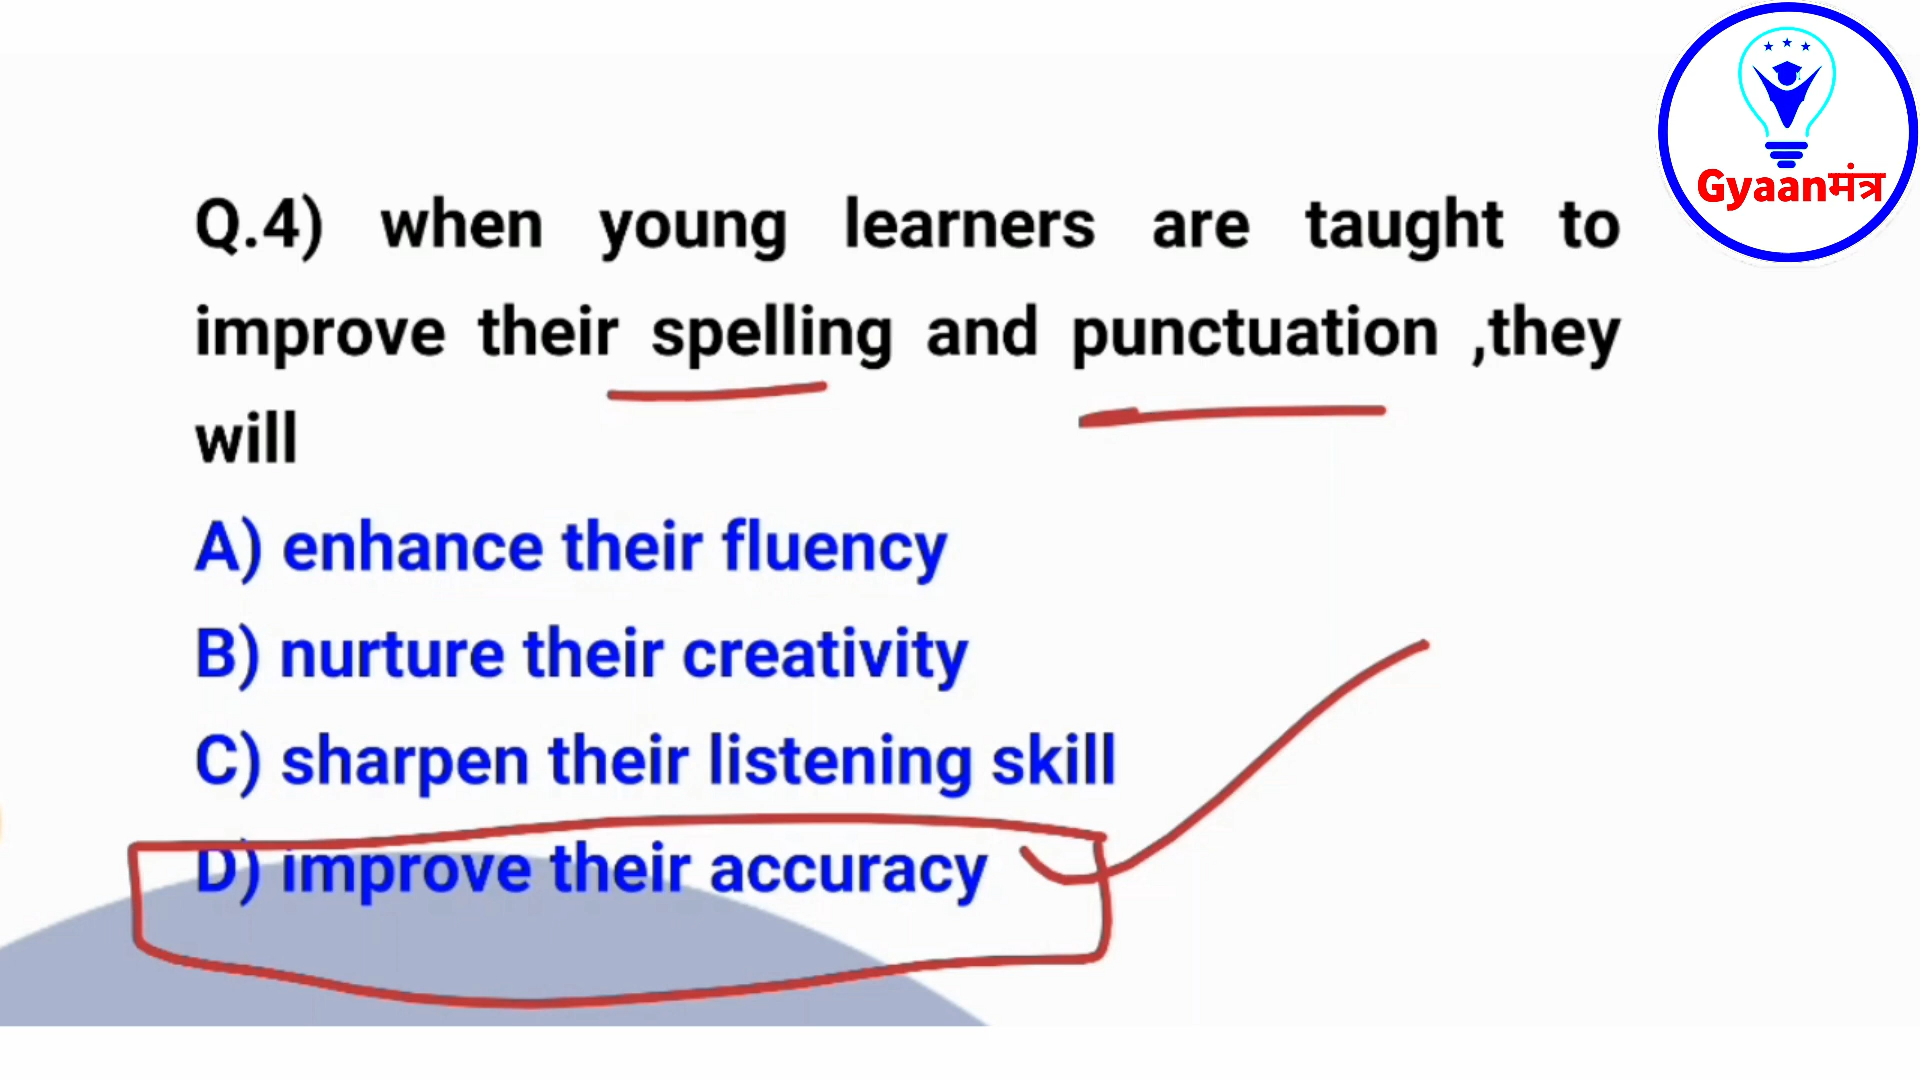 Gyaanमंत्र
Q.4) when young learners are taught to
improve their spelling and punctuation ,they
will
A) enhance their fluency
B) nurture their creativity
C) sharpen their listening skill
D) improve their accuracy